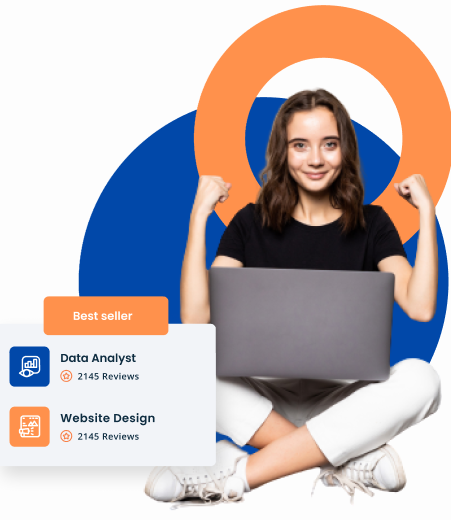 Best seller
Data Analyst
2145 Reviews
Website Design
2145 Reviews